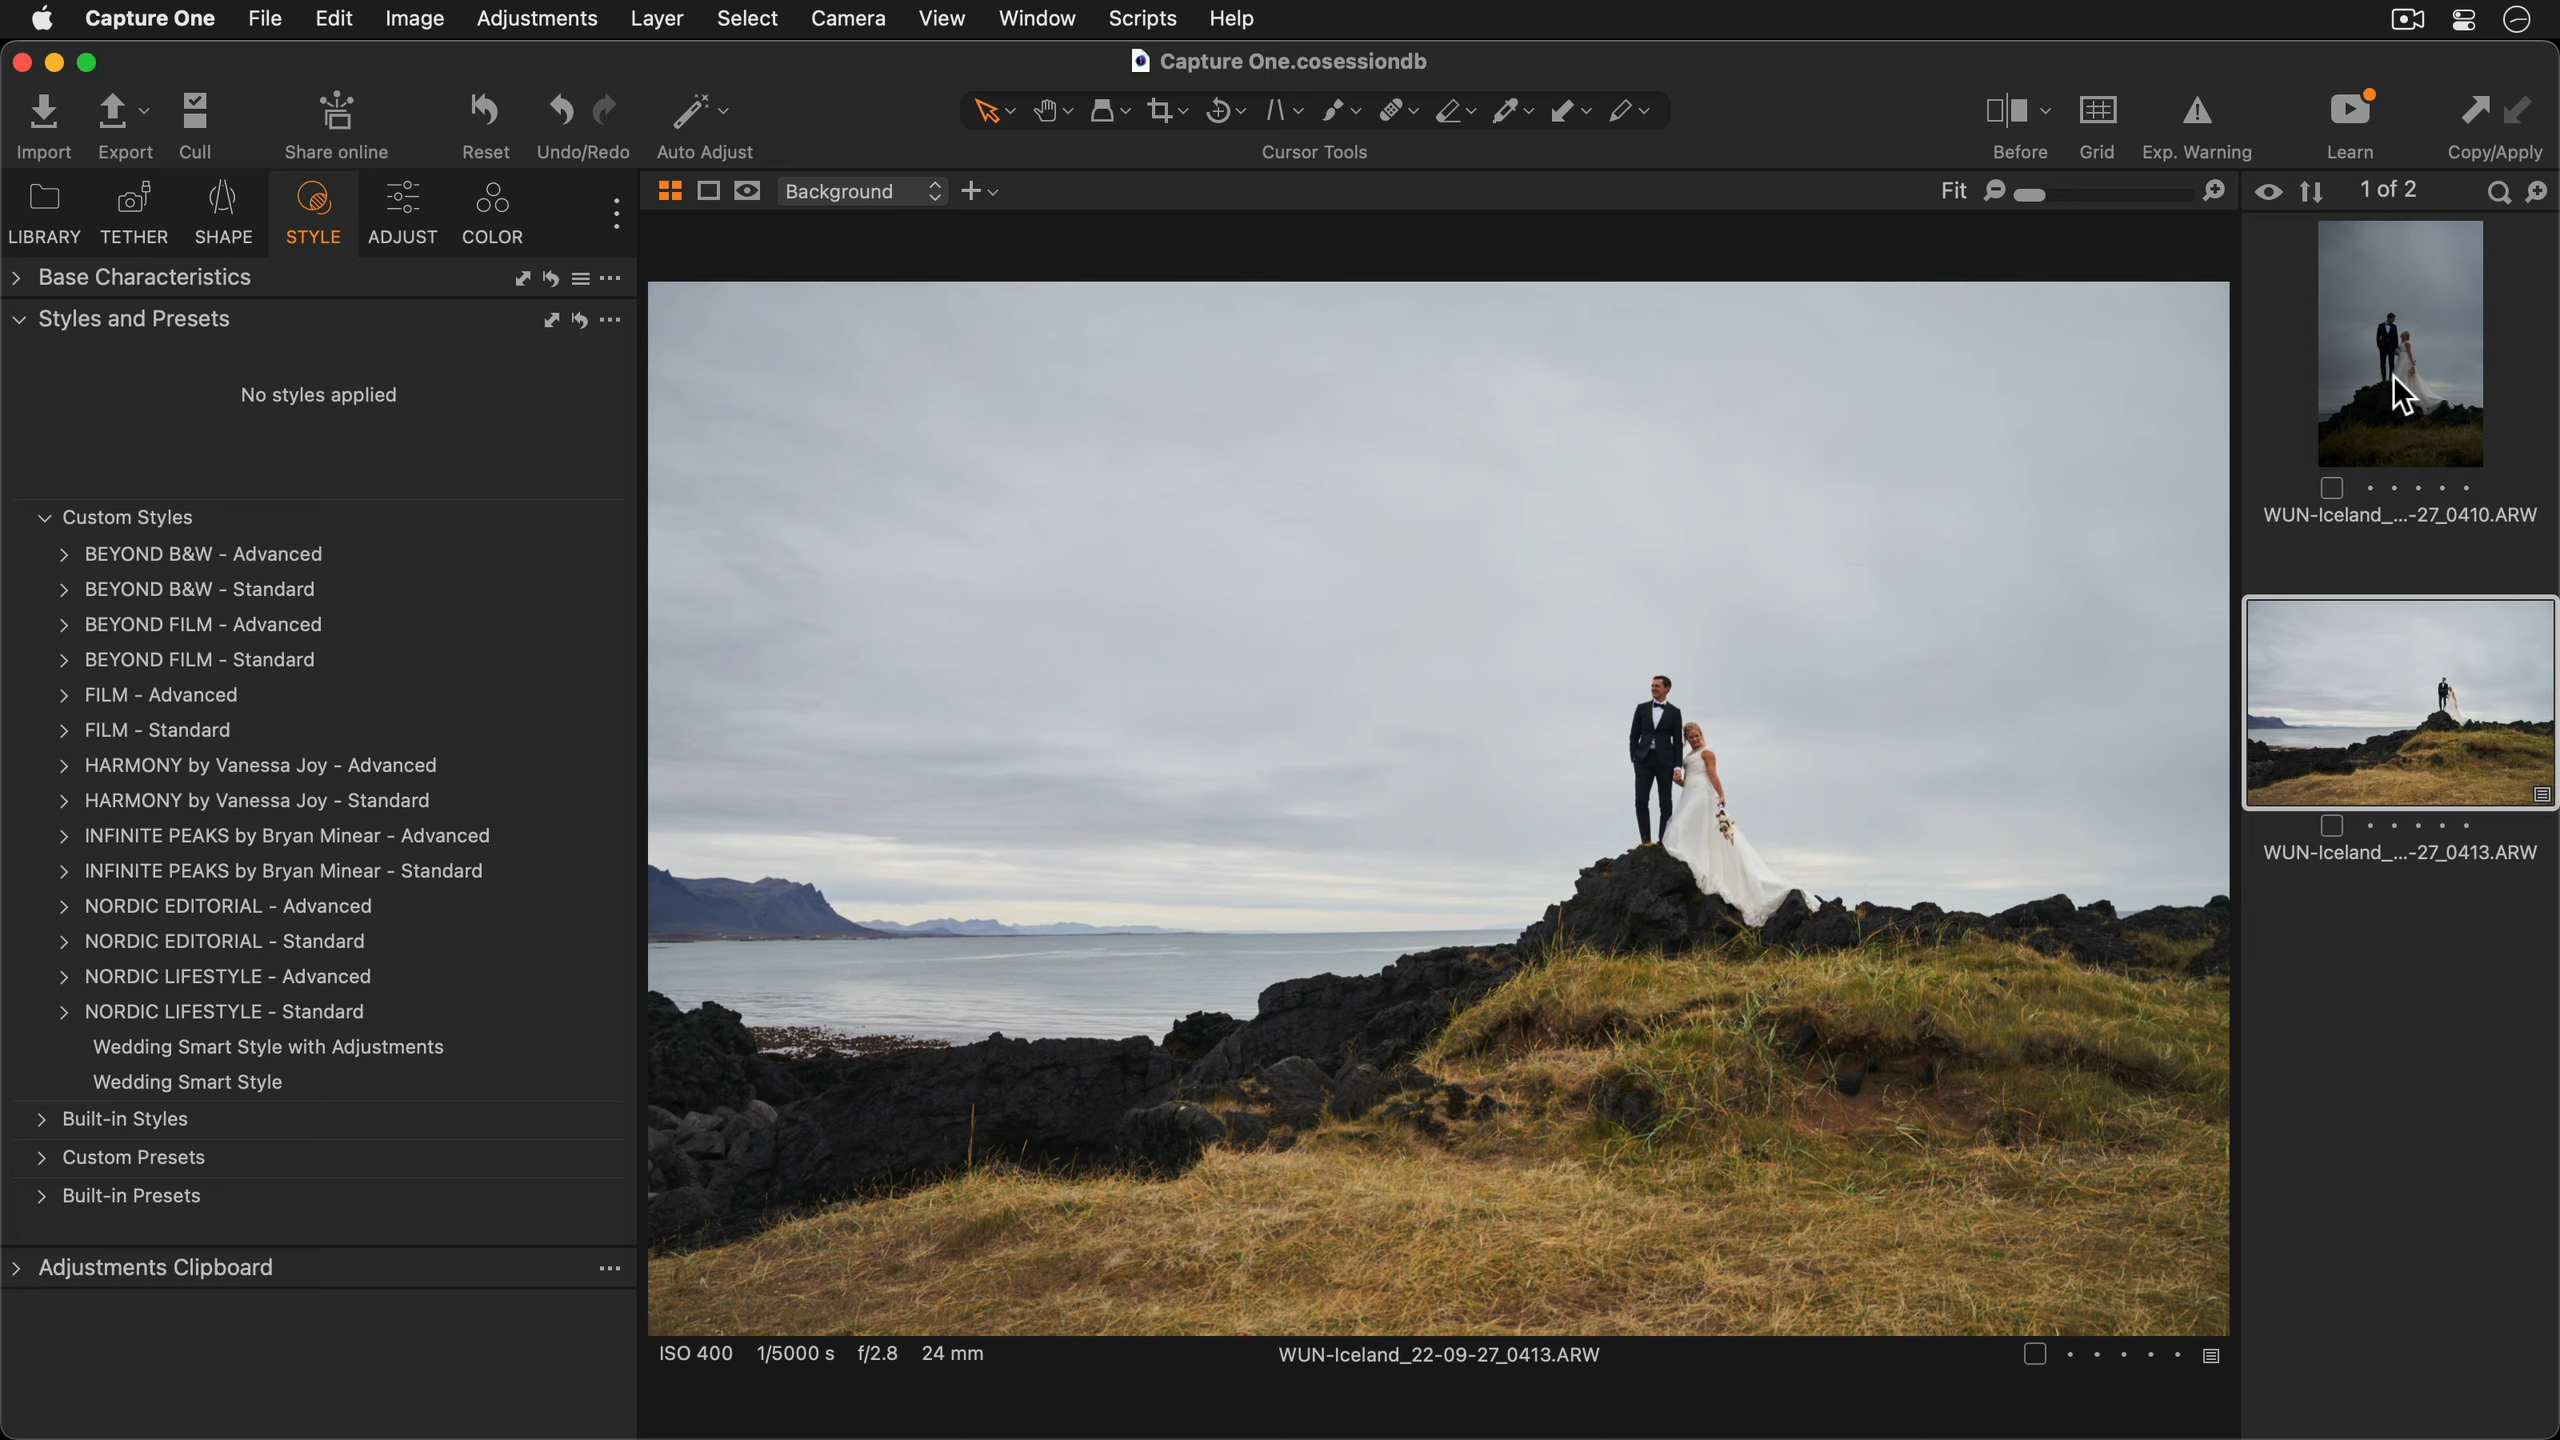 Capture One File Edit Image Adjustments Layer Select Camera View Window Scripts Help
Capture One.cosessiondb
Import Export Cull Share online Reset Undo/Redo Auto Adjust Cursor Tools Before Grid Exp. Warning Learn Copy/Apply
LIBRARY TETHER SHAPE STYLE ADJUST COLOR
Background
Fit
1 of 2
Base Characteristics
Styles and Presets
No styles applied
Custom Styles
BEYOND B&W - Advanced
BEYOND B&W - Standard
BEYOND FILM - Advanced
BEYOND FILM - Standard
FILM - Advanced
FILM - Standard
HARMONY by Vanessa Joy - Advanced
HARMONY by Vanessa Joy - Standard
INFINITE PEAKS by Bryan Minear - Advanced
INFINITE PEAKS by Bryan Minear - Standard
NORDIC EDITORIAL - Advanced
NORDIC EDITORIAL - Standard
NORDIC LIFESTYLE - Advanced
NORDIC LIFESTYLE - Standard
Wedding Smart Style with Adjustments
Wedding Smart Style
Built-in Styles
Custom Presets
Built-in Presets
Adjustments Clipboard
ISO 400 1/5000 s f/2.8 24 mm
WUN-Iceland_22-09-27_0413.ARW
WUN-Iceland_...-27_0410.ARW
WUN-Iceland_...-27_0413.ARW